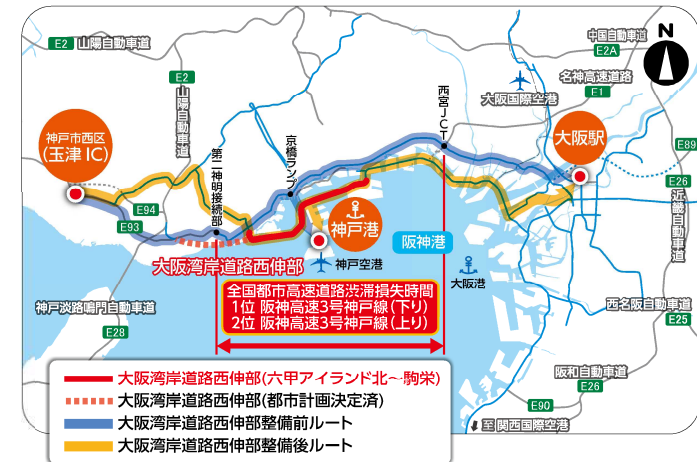 E2 山陽自動車道
中国自動車道
E2A
N
E2
山陽自動車道
名神高速道路
E1
大阪国際空港
西宮JCT
神戸市西区
(玉津IC)
京橋ランプ
第二神明接続部
大阪駅
E89
E94
E93
E26
近畿自動車道
神戸港
阪神港
大阪湾岸道路西伸部
神戸空港
大阪港
全国都市高速道路渋滞損失時間
1位 阪神高速3号神戸線(下り)
2位 阪神高速3号神戸線(上り)
神戸淡路鳴門自動車道
E28
西名阪自動車道
E25
阪和自動車道
E26
E90
至 関西国際空港
大阪湾岸道路西伸部(六甲アイランド北～駒栄)
大阪湾岸道路西伸部(都市計画決定済)
大阪湾岸道路西伸部整備前ルート
大阪湾岸道路西伸部整備後ルート